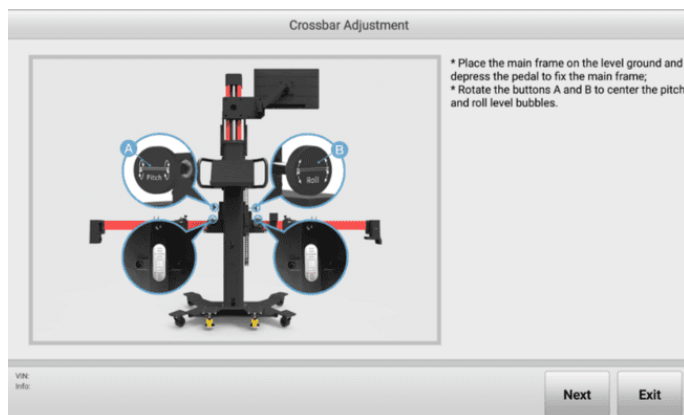 Crossbar Adjustment
* Place the main frame on the level ground and
depress the pedal to fix the main frame;
* Rotate the buttons A and B to center the pitch
and roll level bubbles.
A
B
Pitch
Roll
VIN:
Info:
Next
Exit